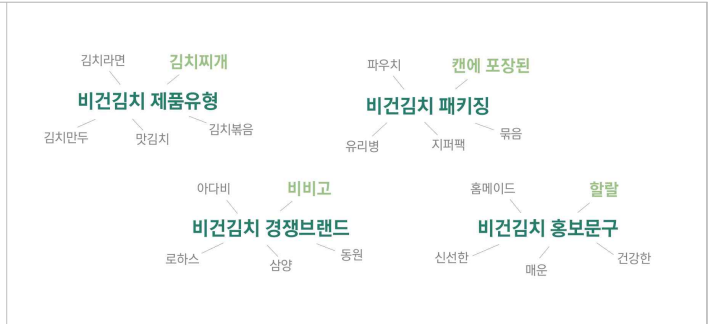 김치라면 김치찌개
비건김치 제품유형
김치만두 맛김치 김치볶음
파우치 캔에 포장된
비건김치 패키징
유리병 지퍼팩 묶음
아다비 비비고
비건김치 경쟁브랜드
로하스 삼양 동원
홈메이드 할랄
비건김치 홍보문구
신선한 매운 건강한